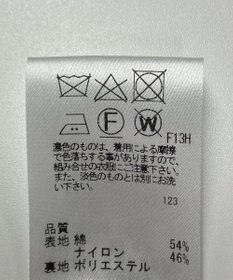 F W F13H
濃色のものは、着用による摩擦
で色落ちする事がありますので、
組み合せの衣服にご注意下さい。
また、淡色のものとは別にお洗
い下さい。
123
品質
表地 綿 54%
ナイロン 46%
裏地 ポリエステル